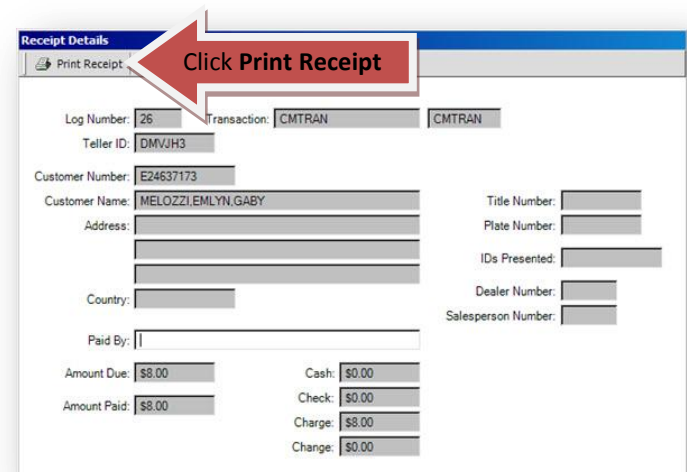 Receipt Details
Print Receipt
Click Print Receipt
Log Number: 26 Transaction: CMTRAN CMTRAN
Teller ID: DMVJH3
Customer Number: E24637173
Customer Name: MELOZZI,EMLYN,GABY Title Number:
Address: Plate Number:
IDs Presented:
Country: Dealer Number:
Salesperson Number:
Paid By:
Amount Due: $8.00 Cash: $0.00
Amount Paid: $8.00 Check: $0.00
Charge: $8.00
Change: $0.00